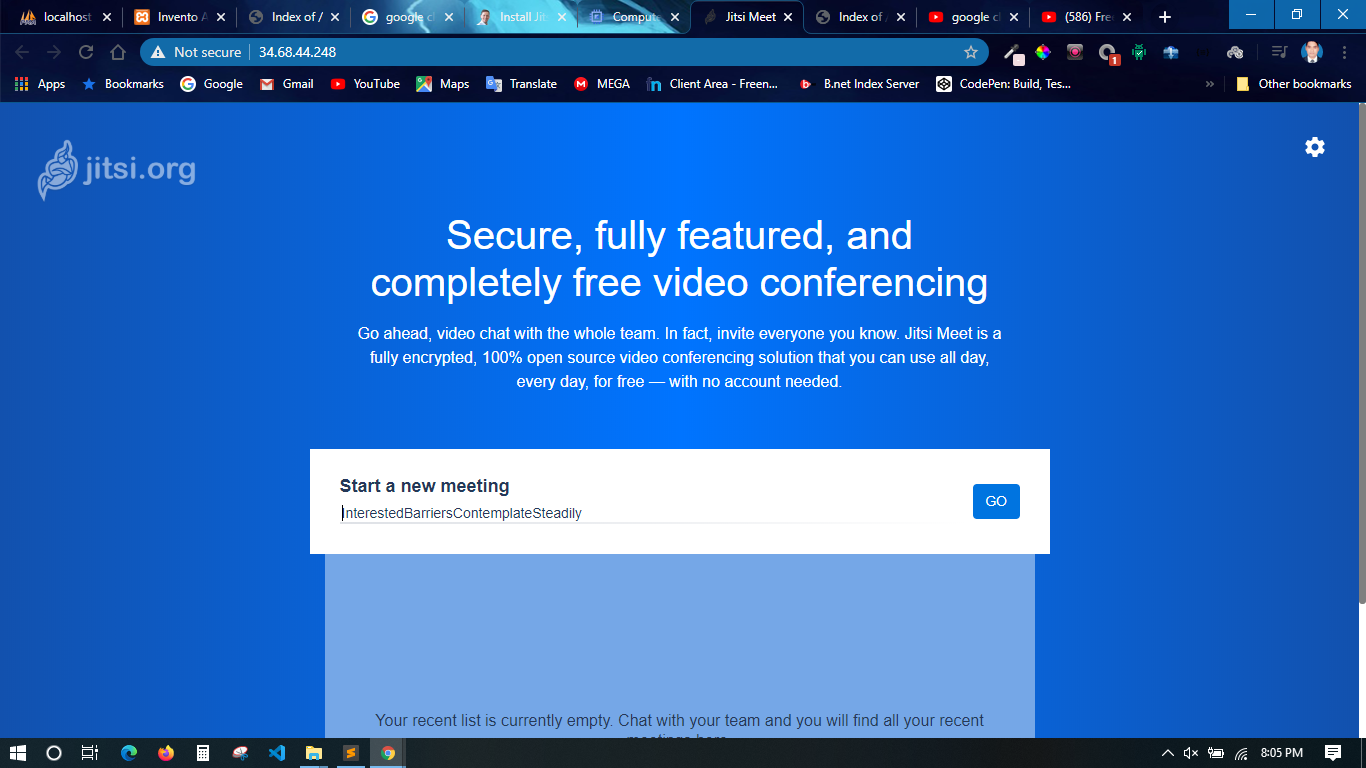 localhost
Invento A
Index of /
google cl
Install Jit
Compute
Jitsi Meet
Index of /
google cl
(586) Fre
Not secure
34.68.44.248
1
Apps
Bookmarks
Google
Gmail
YouTube
Maps
Translate
MEGA
Client Area - Freen...
B.net Index Server
CodePen: Build, Tes...
»
Other bookmarks
jitsi.org
Secure, fully featured, and
completely free video conferencing
Go ahead, video chat with the whole team. In fact, invite everyone you know. Jitsi Meet is a
fully encrypted, 100% open source video conferencing solution that you can use all day,
every day, for free — with no account needed.
Start a new meeting
InterestedBarriersContemplateSteadily
GO
Your recent list is currently empty. Chat with your team and you will find all your recent
meetings here.
8:05 PM